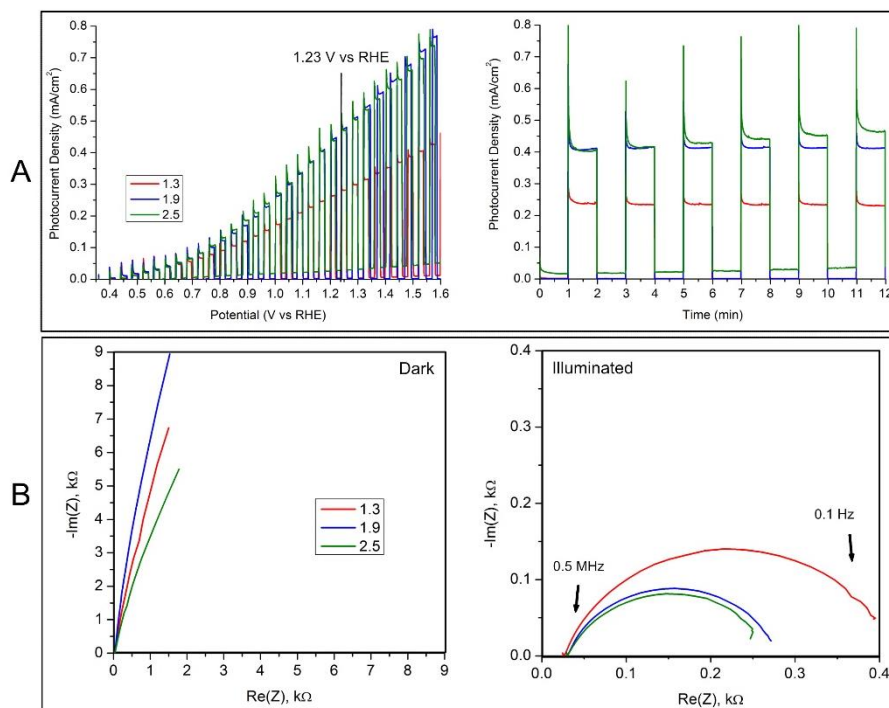 A
Photocurrent Density (mA/cm²)
0.8
0.7
0.6
0.5
0.4
0.3
0.2
0.1
0.0
1.23 V vs RHE
1.3
1.9
2.5
0.4 0.5 0.6 0.7 0.8 0.9 1.0 1.1 1.2 1.3 1.4 1.5 1.6
Potential (V vs RHE)
Photocurrent Density (mA/cm²)
0.8
0.7
0.6
0.5
0.4
0.3
0.2
0.1
0.0
0 1 2 3 4 5 6 7 8 9 10 11 12
Time (min)
B
-Im(Z), kΩ
9
8
7
6
5
4
3
2
1
0
Dark
1.3
1.9
2.5
0 1 2 3 4 5 6 7 8 9
Re(Z), kΩ
-Im(Z), kΩ
0.4
0.3
0.2
0.1
0.0
Illuminated
0.1 Hz
0.5 MHz
0.0 0.1 0.2 0.3 0.4
Re(Z), kΩ